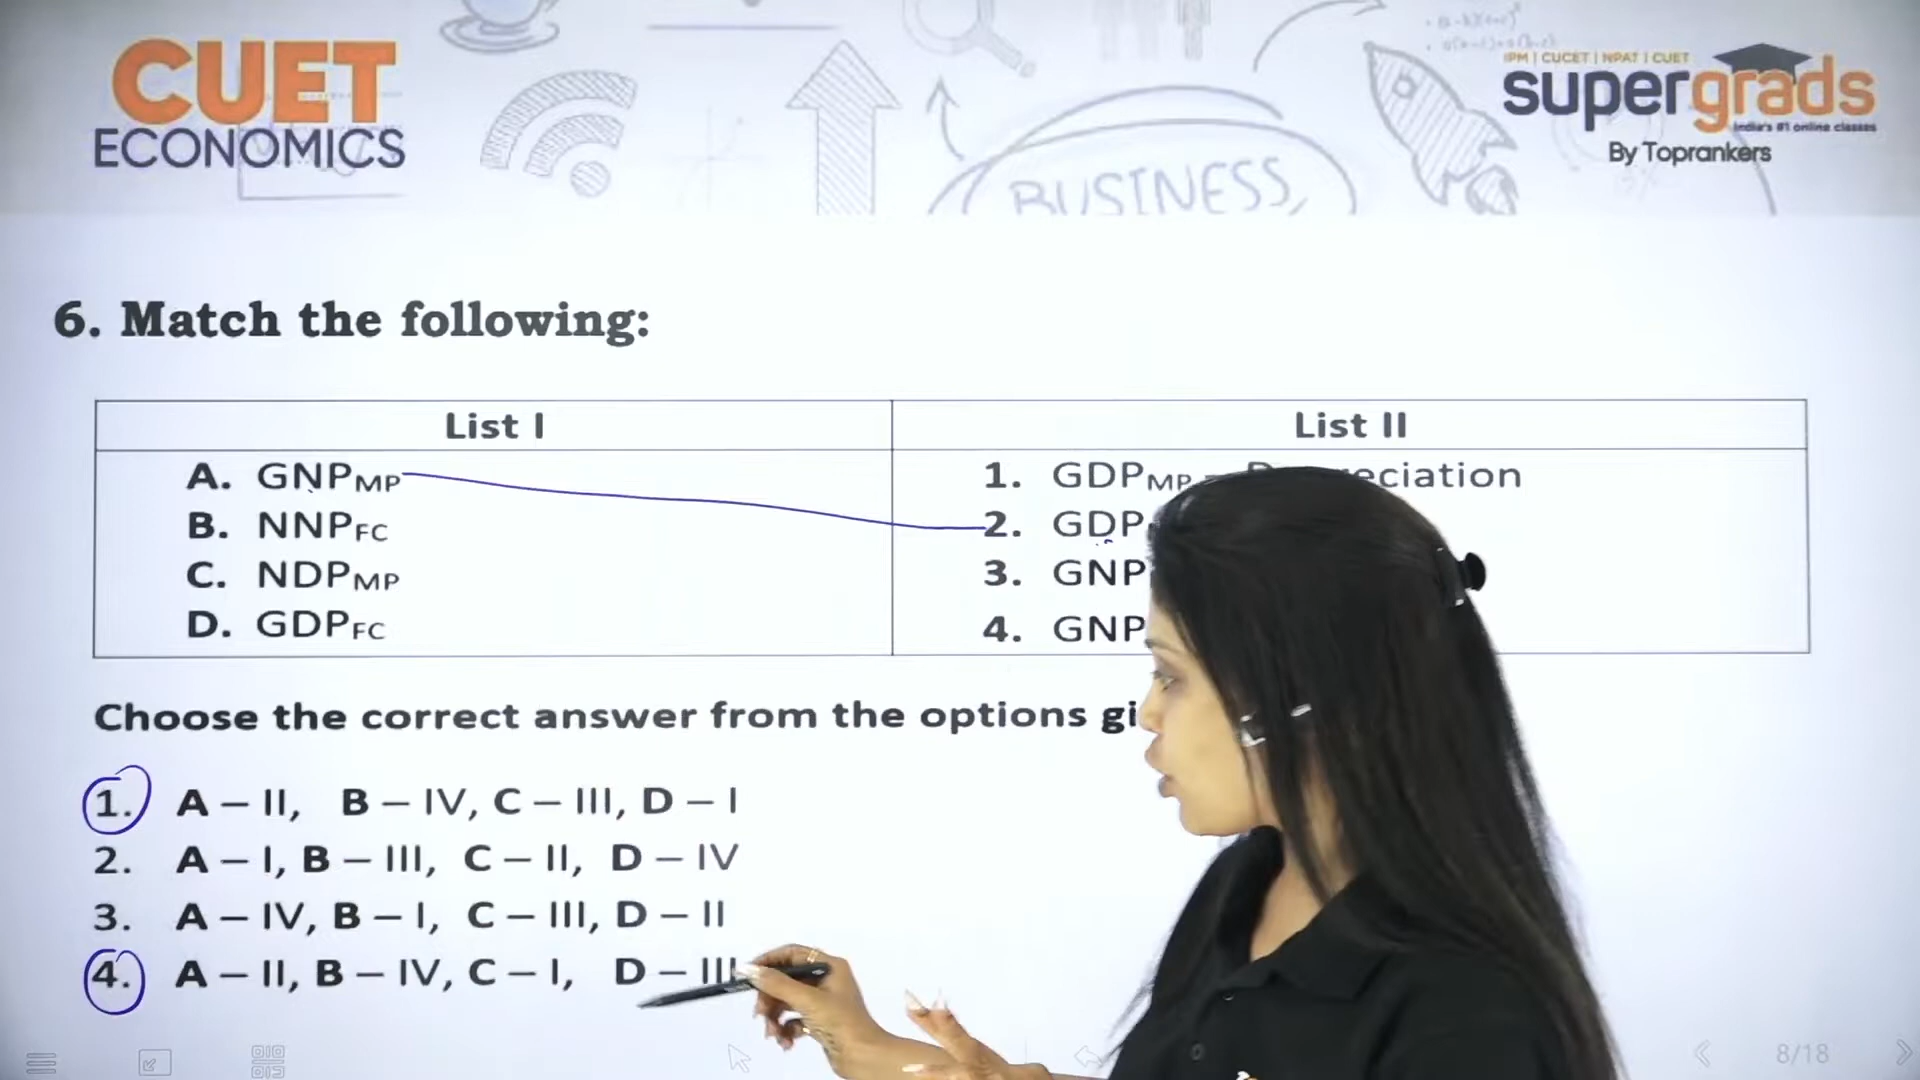 CUET
ECONOMICS
BUSINESS,
IPM | CUCET | NPAT | CUET
supergrads
India's #1 online classes
By Toprankers
6. Match the following:
List I
List II
A. GNPMP
1. GDPMP –
B. NNPFC
2. GDP
C. NDPMP
3. GNP
D. GDPFC
4. GNP
Choose the correct answer from the options
1. A – II, B – IV, C – III, D – I
2. A – I, B – III, C – II, D – IV
3. A – IV, B – I, C – III, D – II
4. A – II, B – IV, C – I, D – III
8/18